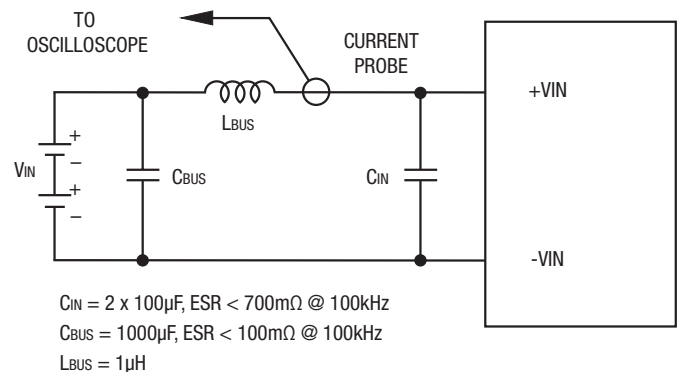 TO
OSCILLOSCOPE
CURRENT
PROBE
+VIN
LBUS
+
–
VIN
+
–
CBUS
CIN
-VIN
CIN = 2 x 100μF, ESR < 700mΩ @ 100kHz
CBUS = 1000μF, ESR < 100mΩ @ 100kHz
LBUS = 1μH